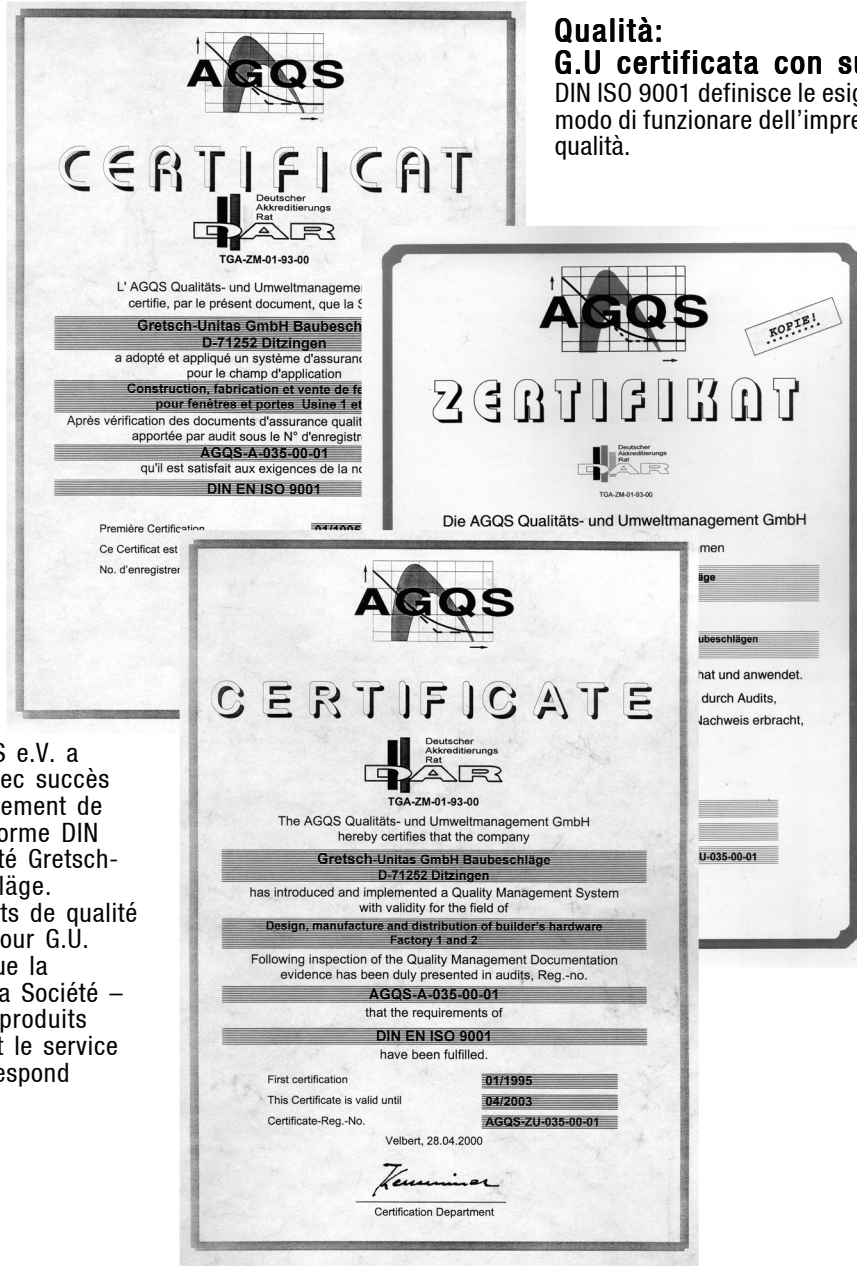 Qualità:
G.U certificata con su
DIN ISO 9001 definisce le esig
modo di funzionare dell'impre
qualità.
AGQS
CERTIFICAT
Deutscher
Akkreditierungs
Rat
DAR
TGA-ZM-01-93-00
L' AGQS Qualitäts- und Umweltmanageme
certifie, par le présent document, que la S
Gretsch-Unitas GmbH Baubesch
D-71252 Ditzingen
a adopté et appliqué un système d'assuranc
pour le champ d'application
Construction, fabrication et vente de fe
pour fenêtres et portes Usine 1 et
Après vérification des documents d'assurance qualit
apportée par audit sous le N° d'enregistr
AGQS-A-035-00-01
qu'il est satisfait aux exigences de la no
DIN EN ISO 9001
Première Certification 01/1995
Ce Certificat est
No. d'enregistrer
AGQS
KOPIE!
ZERTIFIKAT
Deutscher
Akkreditierungs
Rat
DAR
TGA-ZM-01-93-00
Die AGQS Qualitäts- und Umweltmanagement GmbH
men
äge
ubeschlägen
hat und anwendet.
durch Audits,
Nachweis erbracht,
U-035-00-01
AGQS
CERTIFICATE
Deutscher
Akkreditierungs
Rat
DAR
TGA-ZM-01-93-00
The AGQS Qualitäts- und Umweltmanagement GmbH
hereby certifies that the company
Gretsch-Unitas GmbH Baubeschläge
D-71252 Ditzingen
has introduced and implemented a Quality Management System
with validity for the field of
Design, manufacture and distribution of builder's hardware
Factory 1 and 2
Following inspection of the Quality Management Documentation
evidence has been duly presented in audits, Reg.-no.
AGQS-A-035-00-01
that the requirements of
DIN EN ISO 9001
have been fulfilled.
First certification 01/1995
This Certificate is valid until 04/2003
Certificate-Reg.-No. AGQS-ZU-035-00-01
Velbert, 28.04.2000
Certification Department
S e.V. a
ec succès
ement de
orme DIN
té Gretsch-
läge.
ts de qualité
our G.U.
ue la
a Société –
produits
t le service
espond